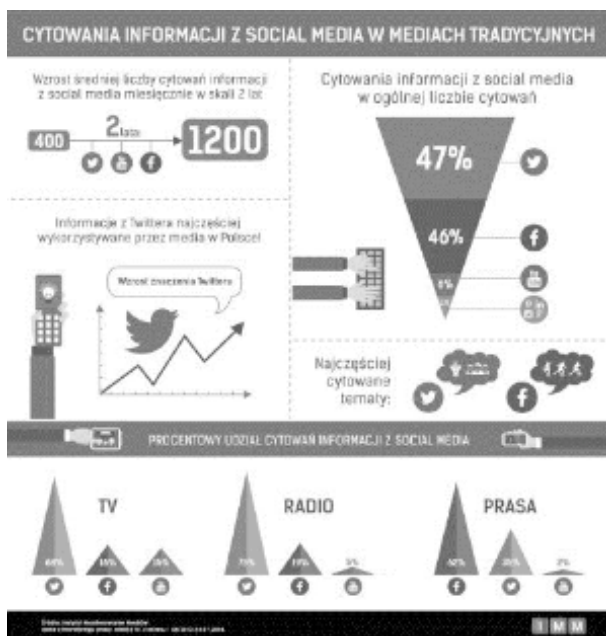 CYTOWANIA INFORMACJI Z SOCIAL MEDIA W MEDIACH TRADYCYJNYCH
Wzrost średniej liczby cytowań informacji
z social media miesięcznie w skali 2 lat
400
2 lata
1200
Cytowania informacji z social media
w ogólnej liczbie cytowań
47%
46%
6%
Informacje z Twittera najczęściej
wykorzystywane przez media w Polsce!
Wzrost znaczenia Twittera
Najczęściej
cytowane
tematy:
PROCENTOWY UDZIAŁ CYTOWAŃ INFORMACJI Z SOCIAL MEDIA
TV
RADIO
PRASA
IMM